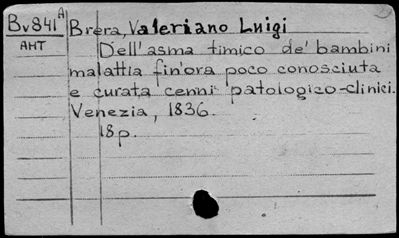 Bv841 A Brera, Valeriano Luigi
AHT Dell'asma timico de' bambini
malattia fin'ora poco conosciuta
e curata cenni patologico-clinici.
Venezia, 1836.
18p.